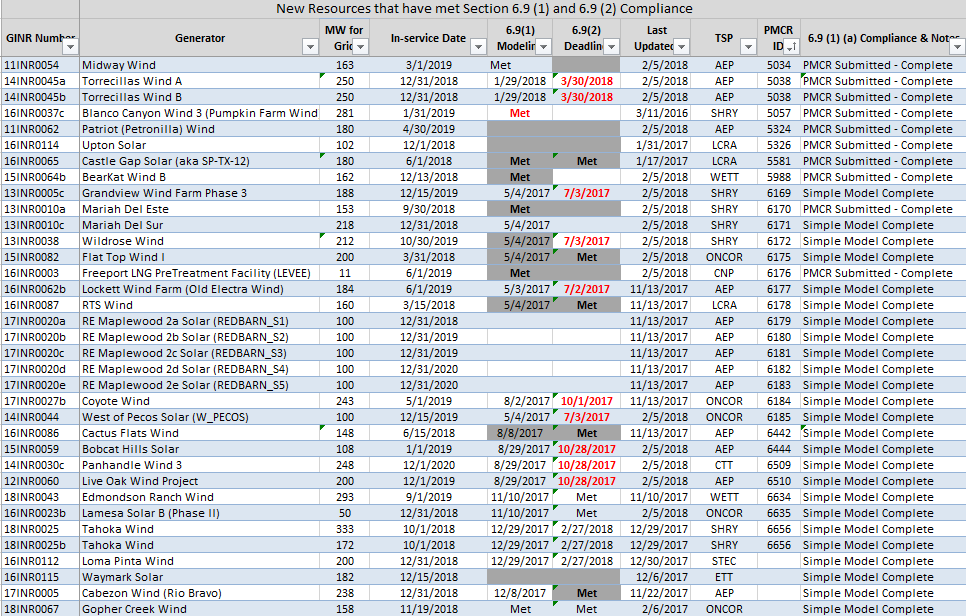 New Resources that have met Section 6.9 (1) and 6.9 (2) Compliance
GINR Number Generator MW for Grid In-service Date 6.9(1) Modelin 6.9(2) Deadlin Last Updated TSP PMCR ID 6.9 (1) (a) Compliance & Notes
11INR0054 Midway Wind 163 3/1/2019 Met 2/5/2018 AEP 5034 PMCR Submitted - Complete
14INR0045a Torrecillas Wind A 250 12/31/2018 1/29/2018 3/30/2018 2/5/2018 AEP 5038 PMCR Submitted - Complete
14INR0045b Torrecillas Wind B 250 12/31/2018 1/29/2018 3/30/2018 2/5/2018 AEP 5038 PMCR Submitted - Complete
16INR0037c Blanco Canyon Wind 3 (Pumpkin Farm Wind 281 1/31/2019 Met 3/11/2016 SHRY 5057 PMCR Submitted - Complete
11INR0062 Patriot (Petronilla) Wind 180 4/30/2019 2/5/2018 AEP 5324 PMCR Submitted - Complete
16INR0114 Upton Solar 102 12/1/2018 1/31/2017 LCRA 5326 PMCR Submitted - Complete
16INR0065 Castle Gap Solar (aka SP-TX-12) 180 6/1/2018 Met Met 1/17/2017 LCRA 5581 PMCR Submitted - Complete
15INR0064b BearKat Wind B 162 12/13/2018 Met 2/5/2018 WETT 5988 PMCR Submitted - Complete
13INR0005c Grandview Wind Farm Phase 3 188 12/15/2019 5/4/2017 7/3/2017 2/5/2018 SHRY 6169 Simple Model Complete
13INR0010a Mariah Del Este 153 9/30/2018 Met 2/5/2018 SHRY 6170 PMCR Submitted - Complete
13INR0010c Mariah Del Sur 218 12/31/2018 5/4/2017 2/5/2018 SHRY 6171 Simple Model Complete
13INR0038 Wildrose Wind 212 10/30/2019 5/4/2017 7/3/2017 2/5/2018 SHRY 6172 Simple Model Complete
15INR0082 Flat Top Wind I 200 3/31/2018 5/4/2017 Met 2/5/2018 ONCOR 6175 Simple Model Complete
16INR0003 Freeport LNG PreTreatment Facility (LEVEE) 11 6/1/2019 Met 2/5/2018 CNP 6176 PMCR Submitted - Complete
16INR0062b Lockett Wind Farm (Old Electra Wind) 184 6/1/2019 5/3/2017 7/2/2017 11/13/2017 AEP 6177 Simple Model Complete
16INR0087 RTS Wind 160 3/15/2018 5/4/2017 Met 11/13/2017 LCRA 6178 Simple Model Complete
17INR0020a RE Maplewood 2a Solar (REDBARN_S1) 100 12/31/2018 11/13/2017 AEP 6179 Simple Model Complete
17INR0020b RE Maplewood 2b Solar (REDBARN_S2) 100 12/31/2019 11/13/2017 AEP 6180 Simple Model Complete
17INR0020c RE Maplewood 2c Solar (REDBARN_S3) 100 12/31/2019 11/13/2017 AEP 6181 Simple Model Complete
17INR0020d RE Maplewood 2d Solar (REDBARN_S4) 100 12/31/2020 11/13/2017 AEP 6182 Simple Model Complete
17INR0020e RE Maplewood 2e Solar (REDBARN_S5) 100 12/31/2020 11/13/2017 AEP 6183 Simple Model Complete
17INR0027b Coyote Wind 243 5/1/2019 8/2/2017 10/1/2017 11/13/2017 ONCOR 6184 Simple Model Complete
14INR0044 West of Pecos Solar (W_PECOS) 100 12/15/2019 5/4/2017 7/3/2017 2/5/2018 ONCOR 6185 Simple Model Complete
16INR0086 Cactus Flats Wind 148 6/15/2018 8/8/2017 Met 11/13/2017 AEP 6442 Simple Model Complete
15INR0059 Bobcat Hills Solar 108 1/1/2019 8/29/2017 10/28/2017 2/5/2018 AEP 6444 Simple Model Complete
14INR0030c Panhandle Wind 3 248 12/1/2020 8/29/2017 10/28/2017 2/5/2018 CTT 6509 Simple Model Complete
12INR0060 Live Oak Wind Project 200 12/1/2019 8/29/2017 10/28/2017 2/5/2018 AEP 6510 Simple Model Complete
18INR0043 Edmondson Ranch Wind 293 9/1/2019 11/10/2017 Met 11/10/2017 WETT 6634 Simple Model Complete
16INR0023b Lamesa Solar B (Phase II) 50 12/31/2018 11/10/2017 Met 2/5/2018 ONCOR 6635 Simple Model Complete
18INR0025 Tahoka Wind 333 10/1/2018 12/29/2017 2/27/2018 12/29/2017 SHRY 6656 Simple Model Complete
18INR0025b Tahoka Wind 172 10/1/2018 12/29/2017 2/27/2018 12/29/2017 SHRY 6656 Simple Model Complete
16INR0112 Loma Pinta Wind 200 12/31/2018 12/29/2017 2/27/2018 12/30/2017 STEC Simple Model Complete
16INR0115 Waymark Solar 182 12/15/2018 12/6/2017 ETT Simple Model Complete
17INR0005 Cabezon Wind (Rio Bravo) 238 12/31/2018 12/8/2017 Met 11/22/2017 AEP Simple Model Complete
18INR0067 Gopher Creek Wind 158 11/19/2018 Met Met 2/6/2017 ONCOR Simple Model Complete